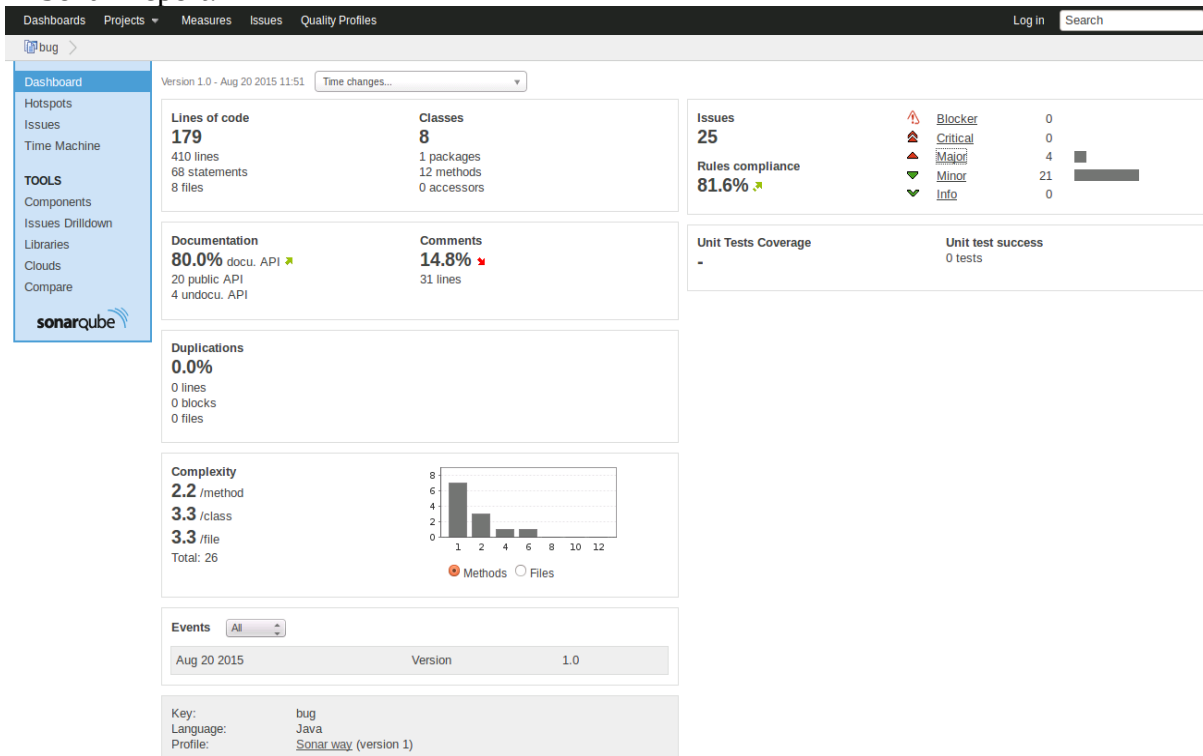 Dashboards Projects Measures Issues Quality Profiles Log in Search
bug
Dashboard
Hotspots
Issues
Time Machine
TOOLS
Components
Issues Drilldown
Libraries
Clouds
Compare
sonarqube
Version 1.0 - Aug 20 2015 11:51 Time changes...
Lines of code
179
410 lines
68 statements
8 files
Classes
8
1 packages
12 methods
0 accessors
Documentation
80.0% docu. API
20 public API
4 undocu. API
Comments
14.8%
31 lines
Duplications
0.0%
0 lines
0 blocks
0 files
Complexity
2.2 /method
3.3 /class
3.3 /file
Total: 26
8
6
4
2
0
1 2 4 6 8 10 12
Methods Files
Events All
Aug 20 2015 Version 1.0
Key: bug
Language: Java
Profile: Sonar way (version 1)
Issues
25
Rules compliance
81.6%
Blocker 0
Critical 0
Major 4
Minor 21
Info 0
Unit Tests Coverage
-
Unit test success
0 tests